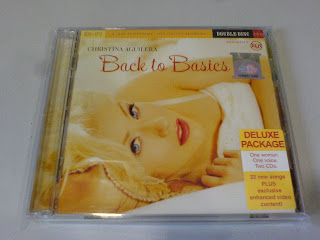 DOUBLE DISC
CHRISTINA AGUILERA
Back to Basics
DELUXE
PACKAGE
One woman.
One voice.
Two CDs.
22 new songs
PLUS
exclusive
enhanced video
content!